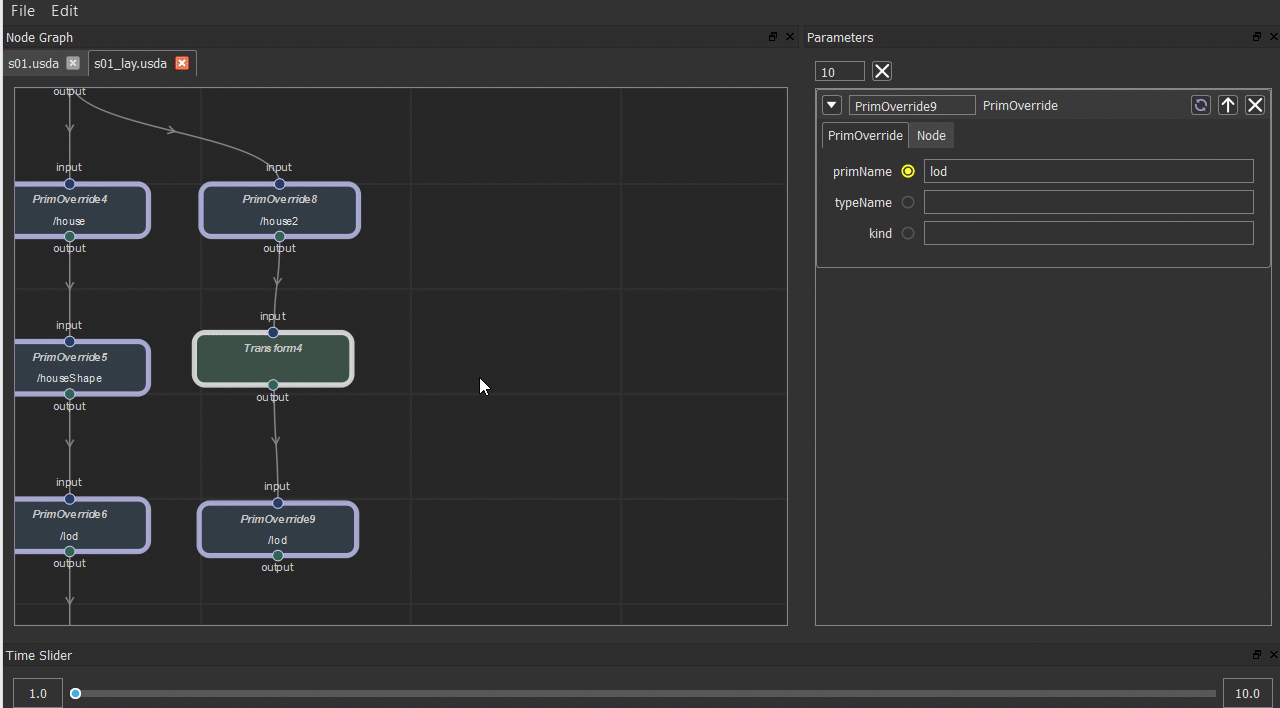 File Edit
Node Graph
Parameters
s01.usda s01_lay.usda
10
output
PrimOverride9 PrimOverride
PrimOverride Node
input input
primName lod
PrimOverride4 PrimOverride8
typeName
/house /house2
kind
output output
input input
PrimOverride5 Transform4
/houseShape
output output
input input
PrimOverride6 PrimOverride9
/lod /lod
output output
Time Slider
1.0 10.0